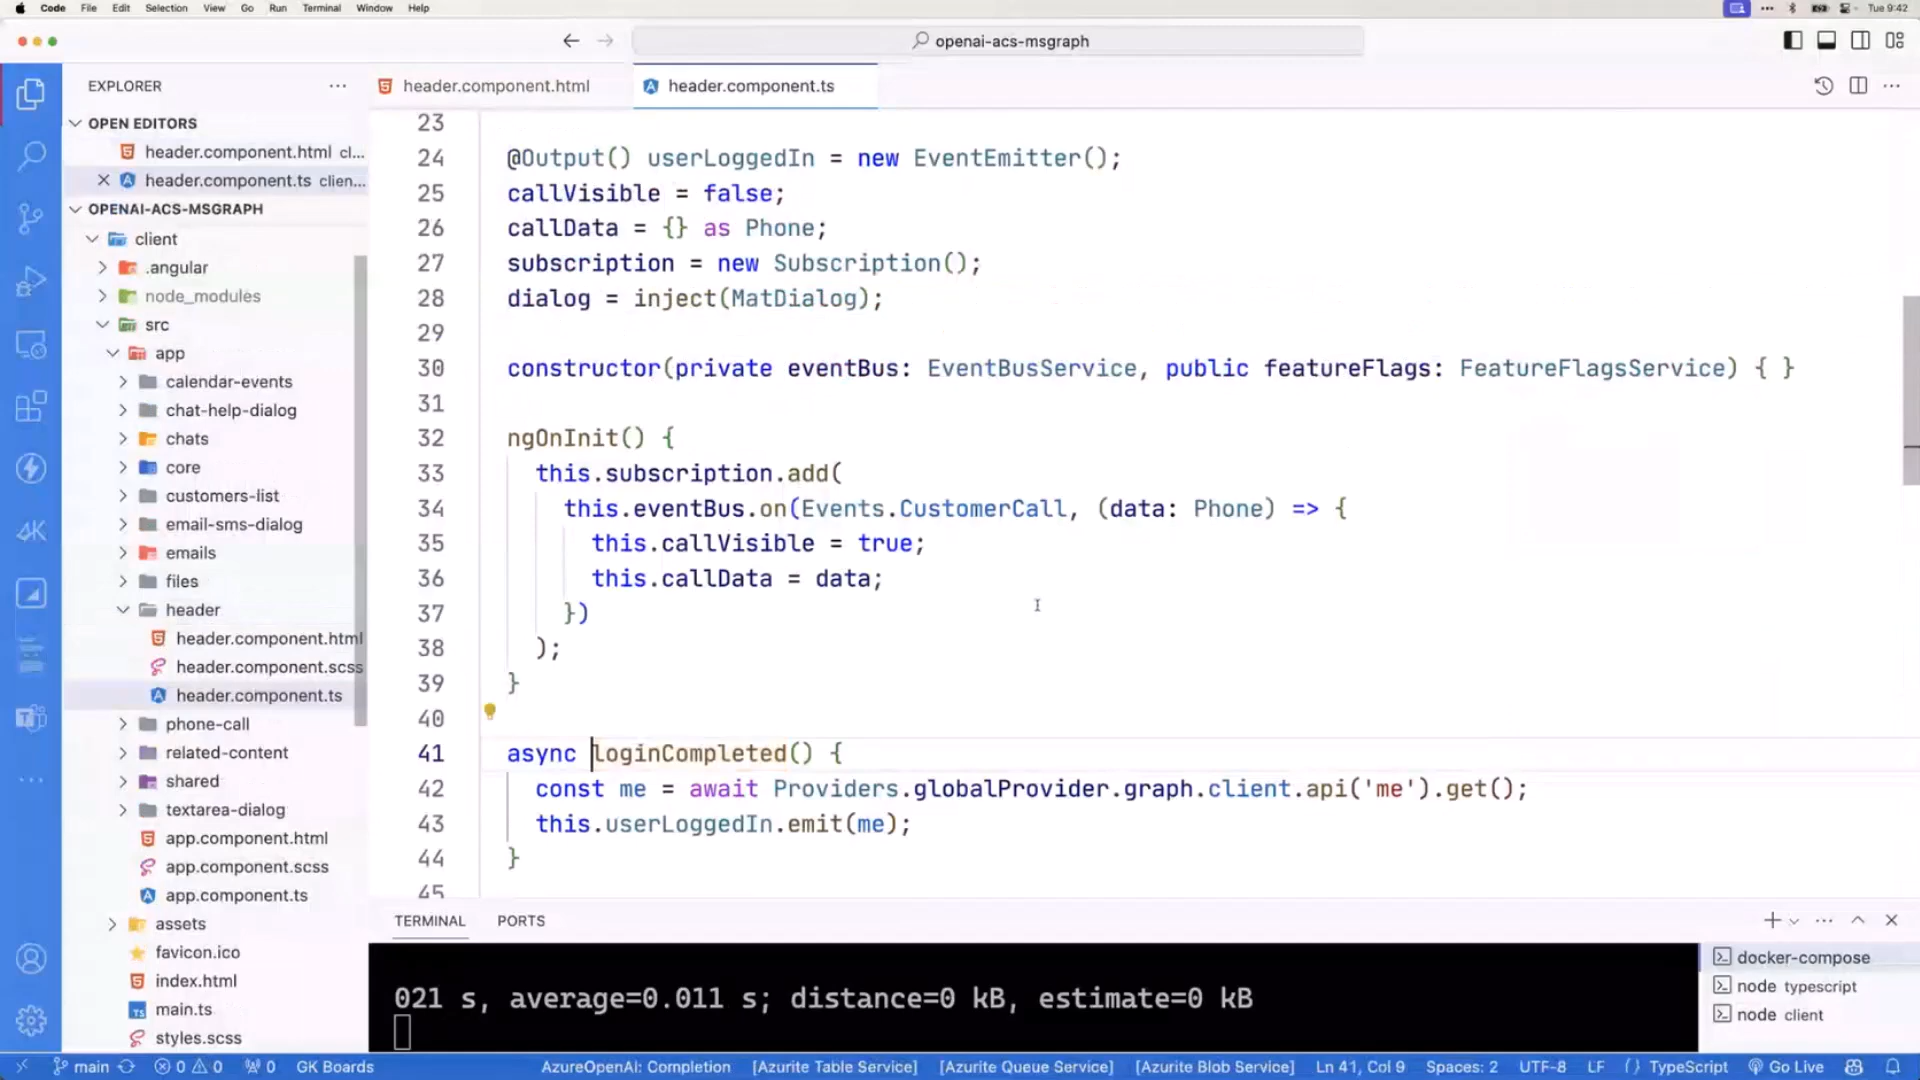 Code File Edit Selection View Go Run Terminal Window Help Tue 9:42
openai-acs-msgraph
EXPLORER
OPEN EDITORS
header.component.html cl...
header.component.ts clien...
OPENAI-ACS-MSGRAPH
client
.angular
node_modules
src
app
calendar-events
chat-help-dialog
chats
core
customers-list
email-sms-dialog
emails
files
header
header.component.html
header.component.scss
header.component.ts
phone-call
related-content
shared
textarea-dialog
app.component.html
app.component.scss
app.component.ts
assets
favicon.ico
index.html
main.ts
styles.scss
header.component.html
header.component.ts
23
24 @Output() userLoggedIn = new EventEmitter();
25 callVisible = false;
26 callData = {} as Phone;
27 subscription = new Subscription();
28 dialog = inject(MatDialog);
29
30 constructor(private eventBus: EventBusService, public featureFlags: FeatureFlagsService) { }
31
32 ngOnInit() {
33 this.subscription.add(
34 this.eventBus.on(Events.CustomerCall, (data: Phone) => {
35 this.callVisible = true;
36 this.callData = data;
37 })
38 );
39 }
40
41 async loginCompleted() {
42 const me = await Providers.globalProvider.graph.client.api('me').get();
43 this.userLoggedIn.emit(me);
44 }
45
TERMINAL PORTS
021 s, average=0.011 s; distance=0 kB, estimate=0 kB
docker-compose
node typescript
node client
main 0 0 0 GK Boards AzureOpenAI: Completion [Azurite Table Service] [Azurite Queue Service] [Azurite Blob Service] Ln 41, Col 9 Spaces: 2 UTF-8 LF TypeScript Go Live